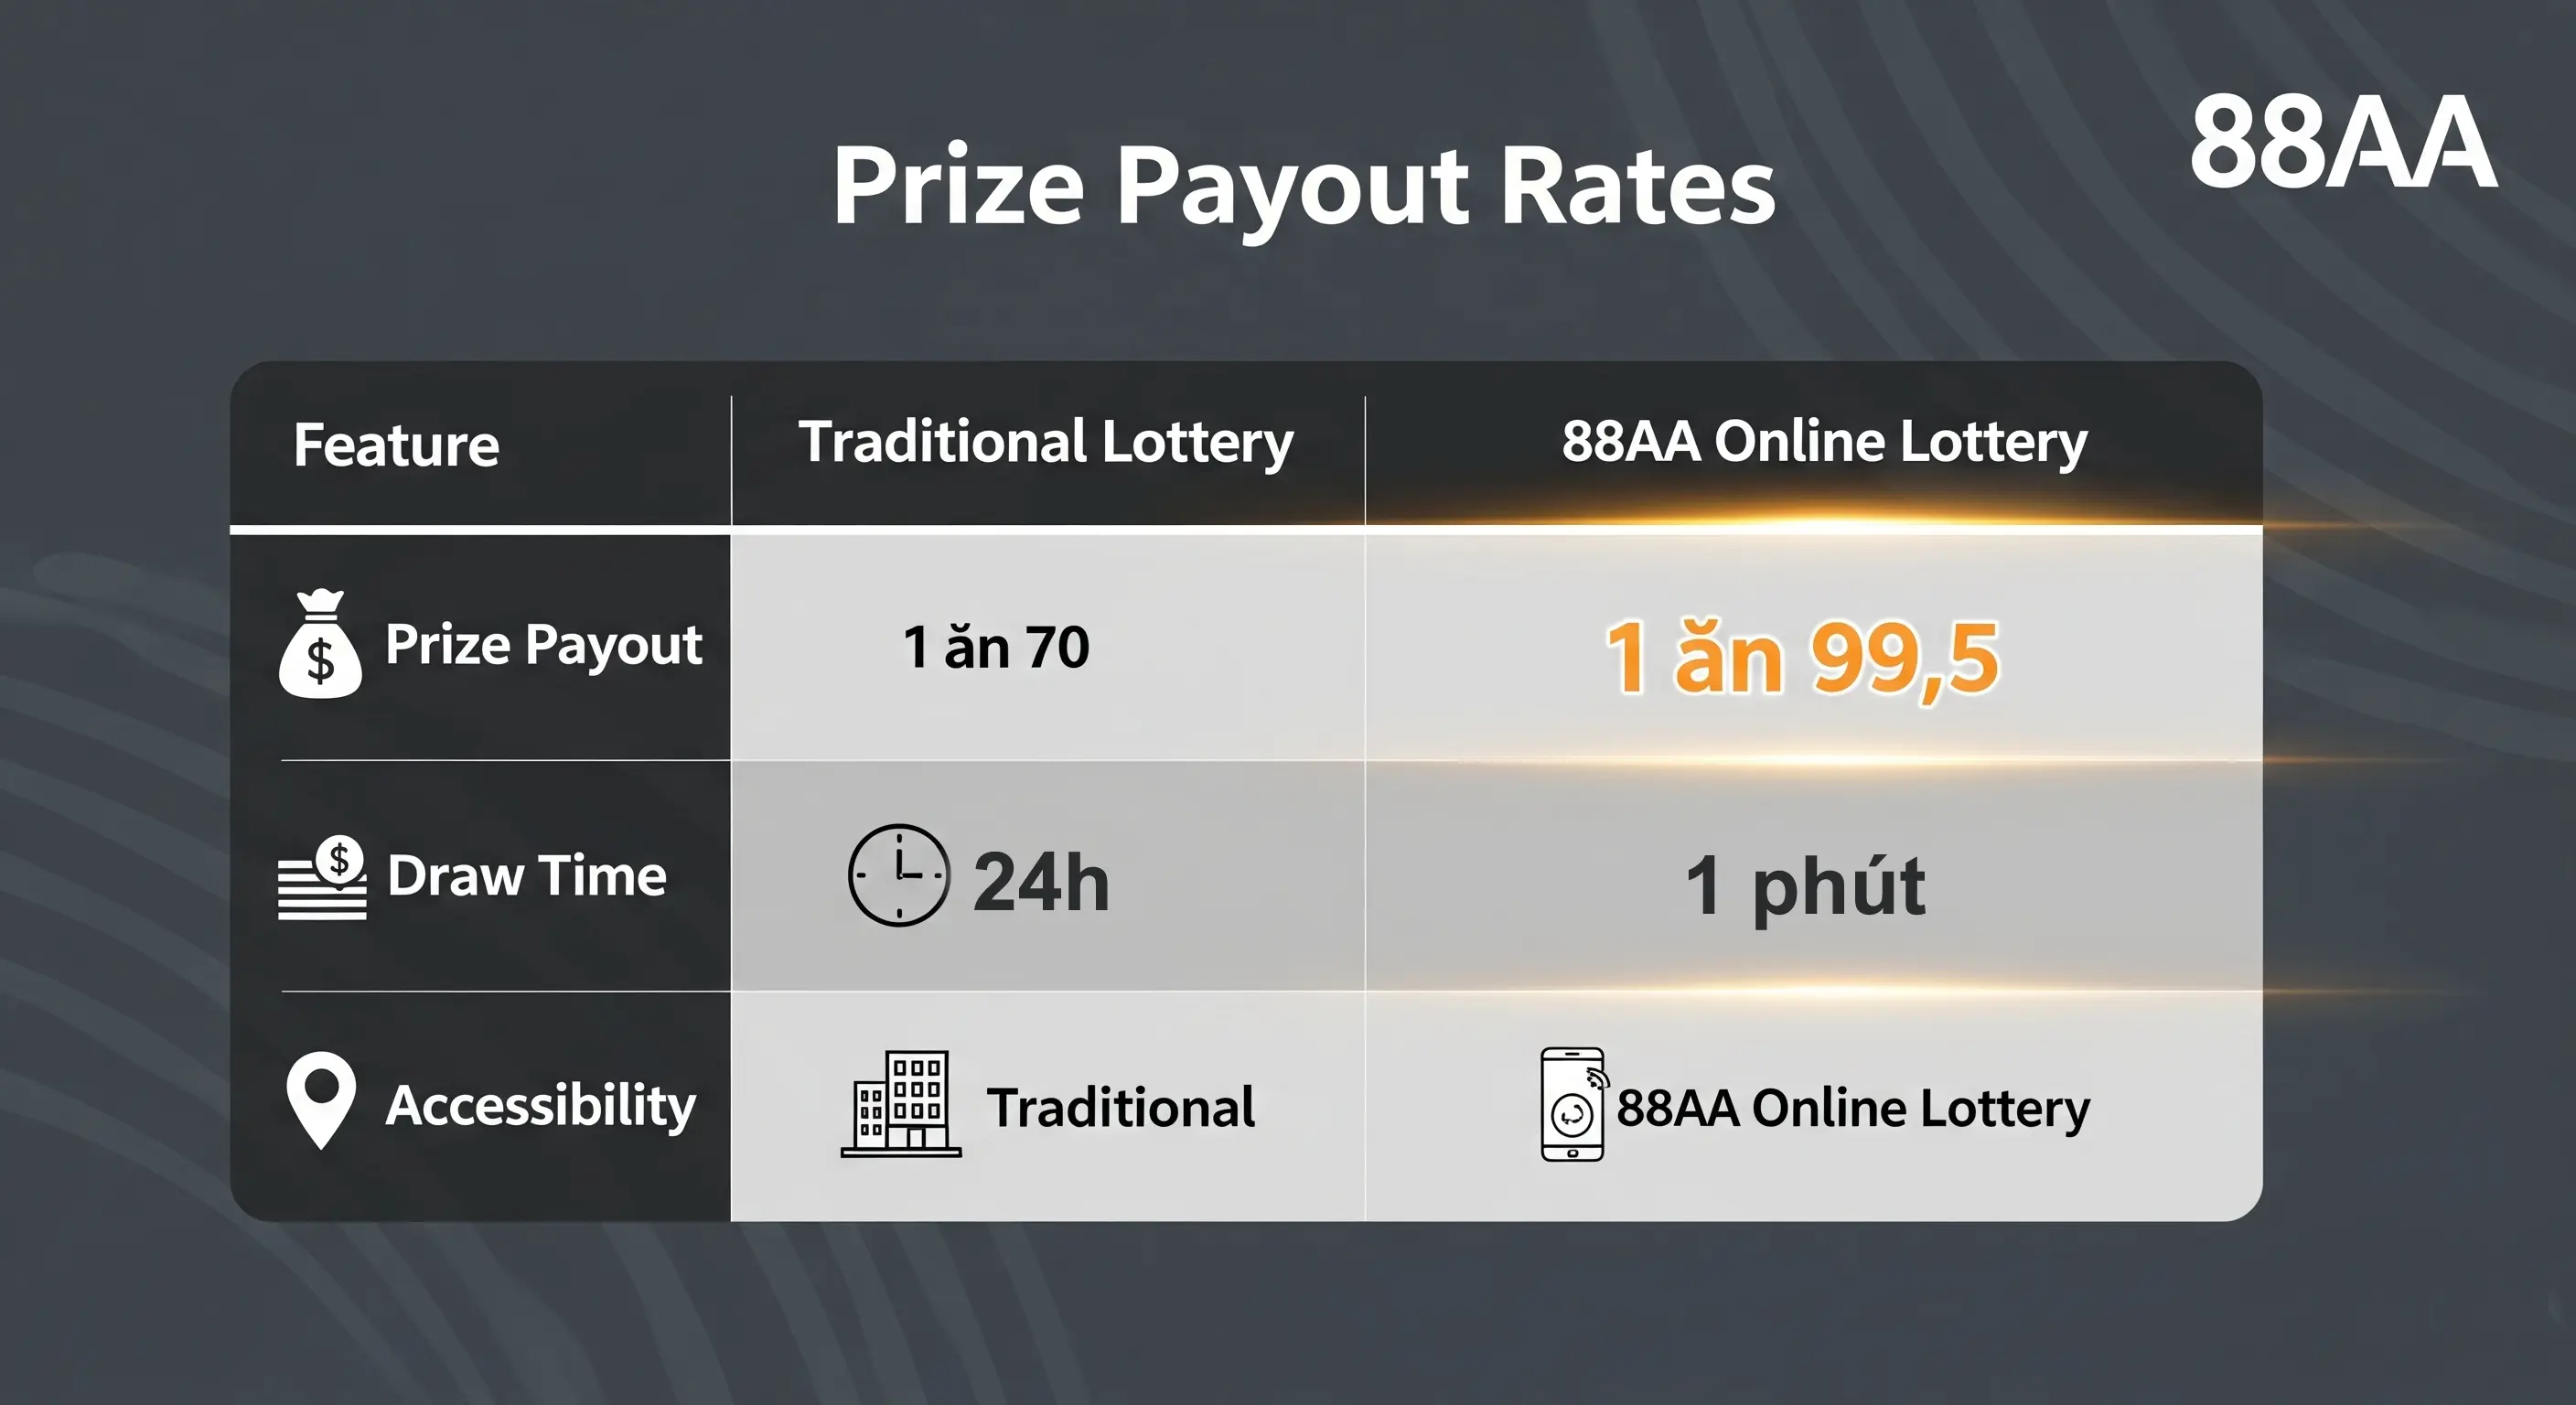 88AA
Prize Payout Rates
Feature
Traditional Lottery
88AA Online Lottery
Prize Payout
1 ăn 70
1 ăn 99,5
Draw Time
24h
1 phút
Accessibility
Traditional
88AA Online Lottery